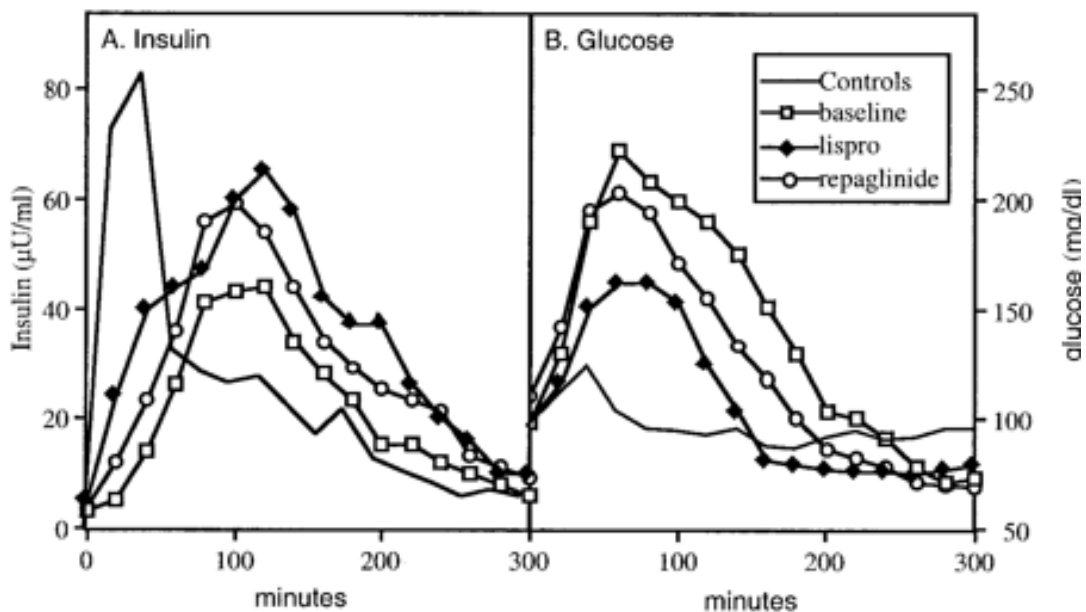 A. Insulin
B. Glucose
Controls
baseline
lispro
repaglinide
Insulin (µU/ml)
80
60
40
20
0
250
200
150
100
50
glucose (mg/dl)
0
100
200
300
100
200
300
minutes
minutes